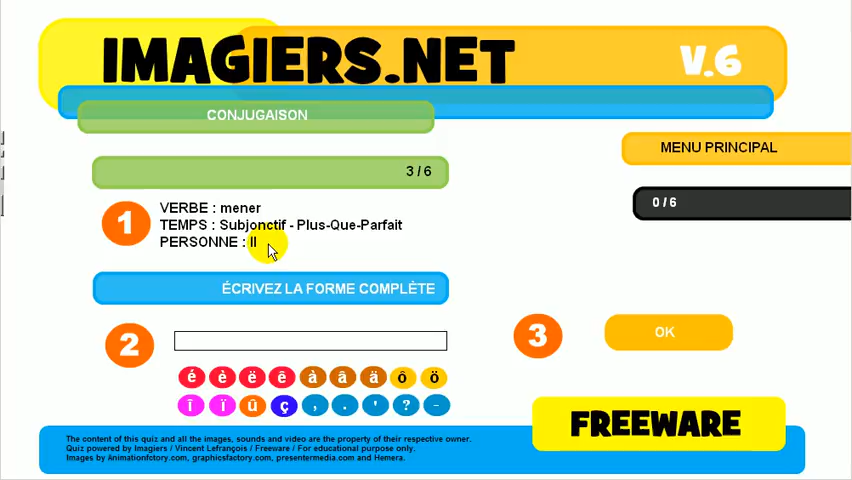 IMAGIERS.NET
V.6
CONJUGAISON
MENU PRINCIPAL
3 / 6
0 / 6
1
VERBE : mener
TEMPS : Subjonctif - Plus-Que-Parfait
PERSONNE : Il
ÉCRIVEZ LA FORME COMPLÈTE
2
3
OK
é è ë ê à â ä ô ö
î ï û ç , . ' ? -
FREEWARE
The content of this quiz and all the images, sounds and video are the property of their respective owner.
Quiz powered by Imagiers / Vincent Lefrançois / Freeware / For educational purpose only.
Images by Animationfctory.com, graphicsfactory.com, presentermedia.com and Hemera.